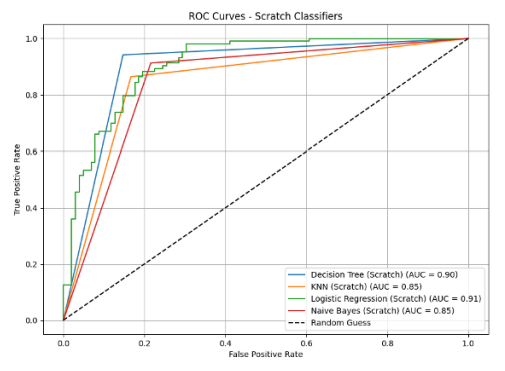 ROC Curves - Scratch Classifiers
True Positive Rate
1.0
0.8
0.6
0.4
0.2
0.0
Decision Tree (Scratch) (AUC = 0.90)
KNN (Scratch) (AUC = 0.85)
Logistic Regression (Scratch) (AUC = 0.91)
Naive Bayes (Scratch) (AUC = 0.85)
Random Guess
0.0 0.2 0.4 0.6 0.8 1.0
False Positive Rate